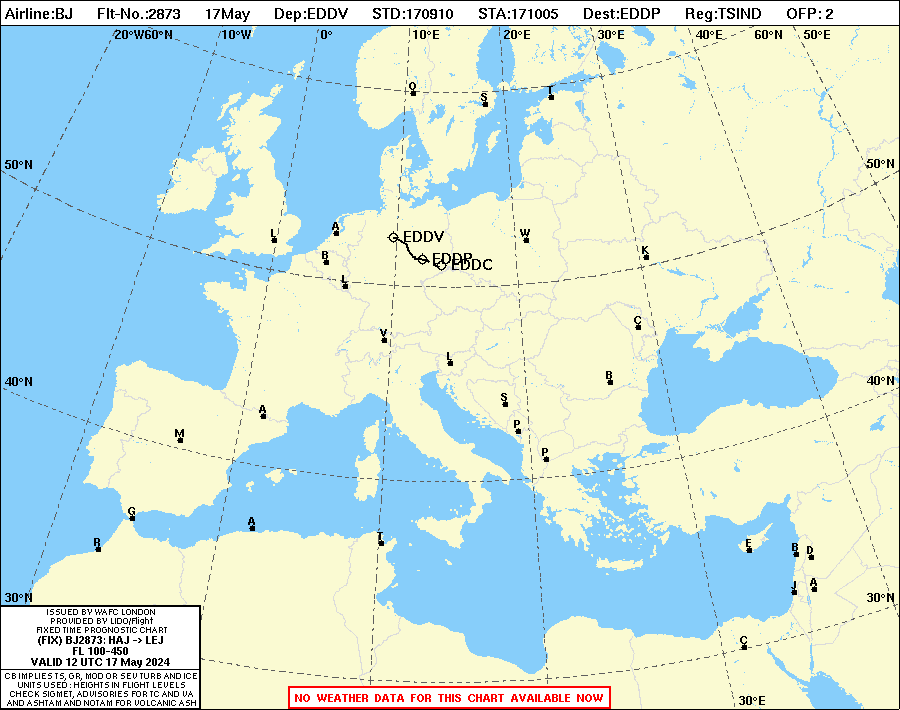 Airline:BJ Flt-No.:2873 17May Dep:EDDV STD:170910 STA:171005 Dest:EDDP Reg:TSIND OFP: 2
20°W60°N 10°W 0° 10°E 20°E 30°E 40°E 60°N 50°E
O
S
T
50°N 50°N
L
A
W
EDDV
B
EDDP
EDDC
K
L
C
V
L
B
40°N 40°N
S
A
P
M
P
G
A
R
T
E
B
D
J
A
30°N 30°N
C
30°E
ISSUED BY WAFC LONDON
PROVIDED BY LIDO/Flight
FIXED TIME PROGNOSTIC CHART
(FIX) BJ2873: HAJ -> LEJ
FL 100-450
VALID 12 UTC 17 May 2024
CB IMPLIES TS, GR, MOD OR SEV TURB AND ICE
UNITS USED : HEIGHTS IN FLIGHT LEVELS
CHECK SIGMET, ADVISORIES FOR TC AND VA
AND ASHTAM AND NOTAM FOR VOLCANIC ASH
NO WEATHER DATA FOR THIS CHART AVAILABLE NOW